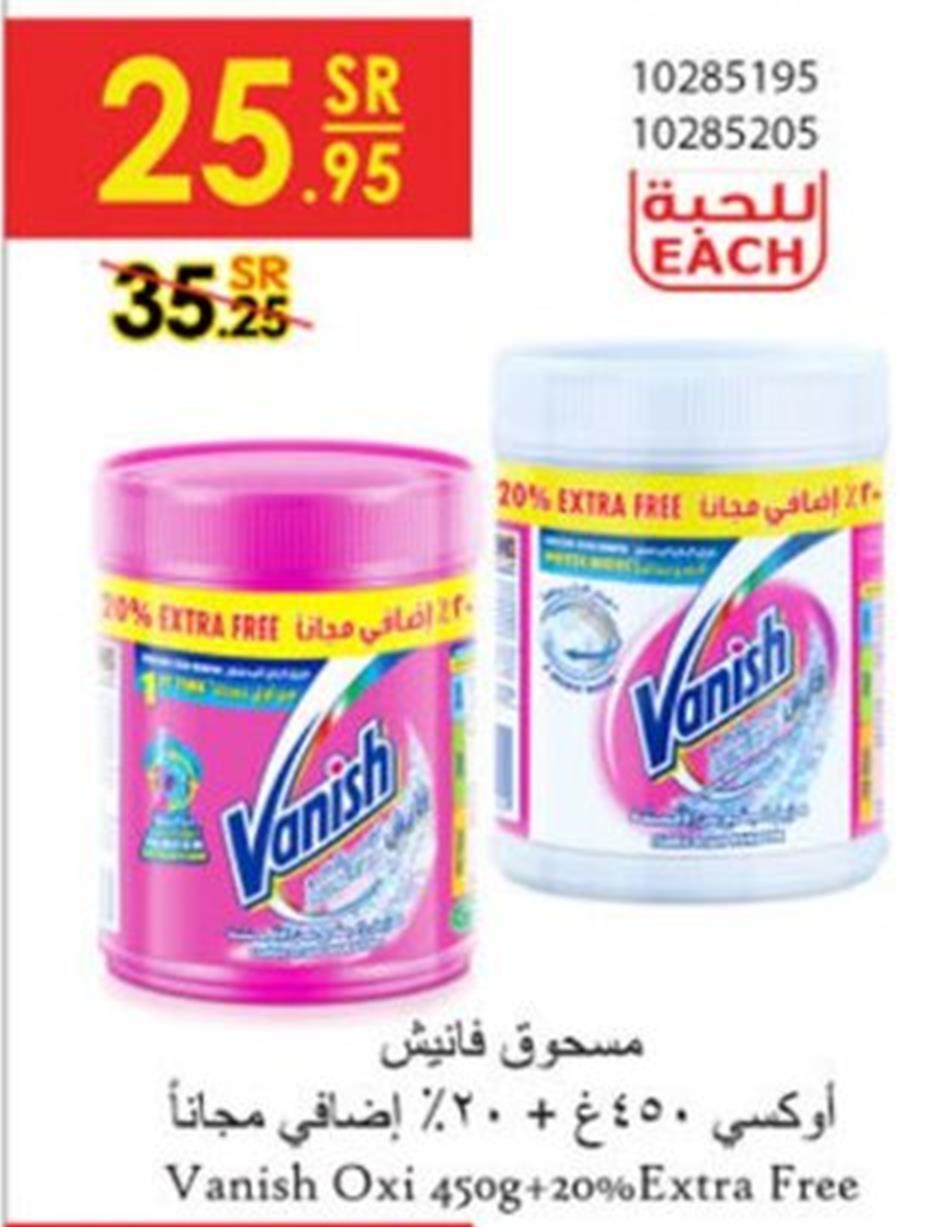 25.95 SR
10285195
10285205
للحبة
EACH
35.25 SR
20% EXTRA FREE إضافي مجانا ٢٠٪
Vanish
20% EXTRA FREE إضافي مجانا ٢٠٪
Vanish
مسحوق فانيش
أوكسي ٤٥٠غ + ٢٠٪ إضافي مجاناً
Vanish Oxi 450g+20%Extra Free